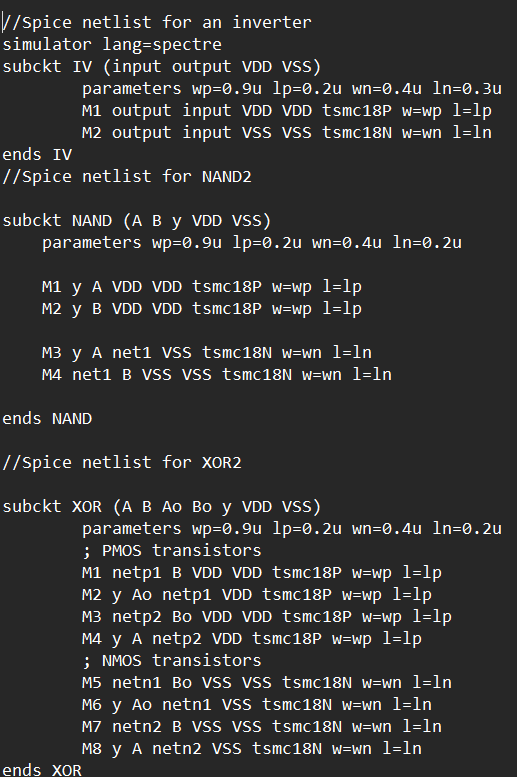 //Spice netlist for an inverter
simulator lang=spectre
subckt IV (input output VDD VSS)
parameters wp=0.9u lp=0.2u wn=0.4u ln=0.3u
M1 output input VDD VDD tsmc18P w=wp l=lp
M2 output input VSS VSS tsmc18N w=wn l=ln
ends IV
//Spice netlist for NAND2
subckt NAND (A B y VDD VSS)
parameters wp=0.9u lp=0.2u wn=0.4u ln=0.2u
M1 y A VDD VDD tsmc18P w=wp l=lp
M2 y B VDD VDD tsmc18P w=wp l=lp
M3 y A net1 VSS tsmc18N w=wn l=ln
M4 net1 B VSS VSS tsmc18N w=wn l=ln
ends NAND
//Spice netlist for XOR2
subckt XOR (A B Ao Bo y VDD VSS)
parameters wp=0.9u lp=0.2u wn=0.4u ln=0.2u
; PMOS transistors
M1 netp1 B VDD VDD tsmc18P w=wp l=lp
M2 y Ao netp1 VDD tsmc18P w=wp l=lp
M3 netp2 Bo VDD VDD tsmc18P w=wp l=lp
M4 y A netp2 VDD tsmc18P w=wp l=lp
; NMOS transistors
M5 netn1 Bo VSS VSS tsmc18N w=wn l=ln
M6 y Ao netn1 VSS tsmc18N w=wn l=ln
M7 netn2 B VSS VSS tsmc18N w=wn l=ln
M8 y A netn2 VSS tsmc18N w=wn l=ln
ends XOR